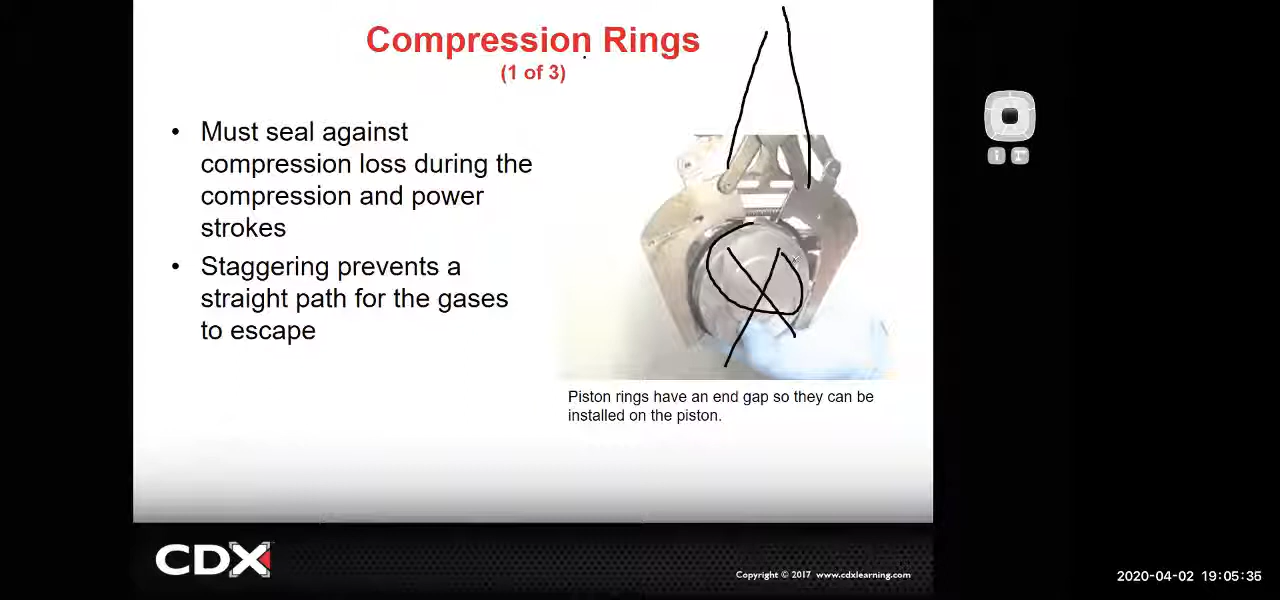 Compression Rings
(1 of 3)
• Must seal against
compression loss during the
compression and power
strokes
• Staggering prevents a
straight path for the gases
to escape
Piston rings have an end gap so they can be
installed on the piston.
CDX
Copyright © 2017 www.cdxlearning.com
2020-04-02 19:05:35